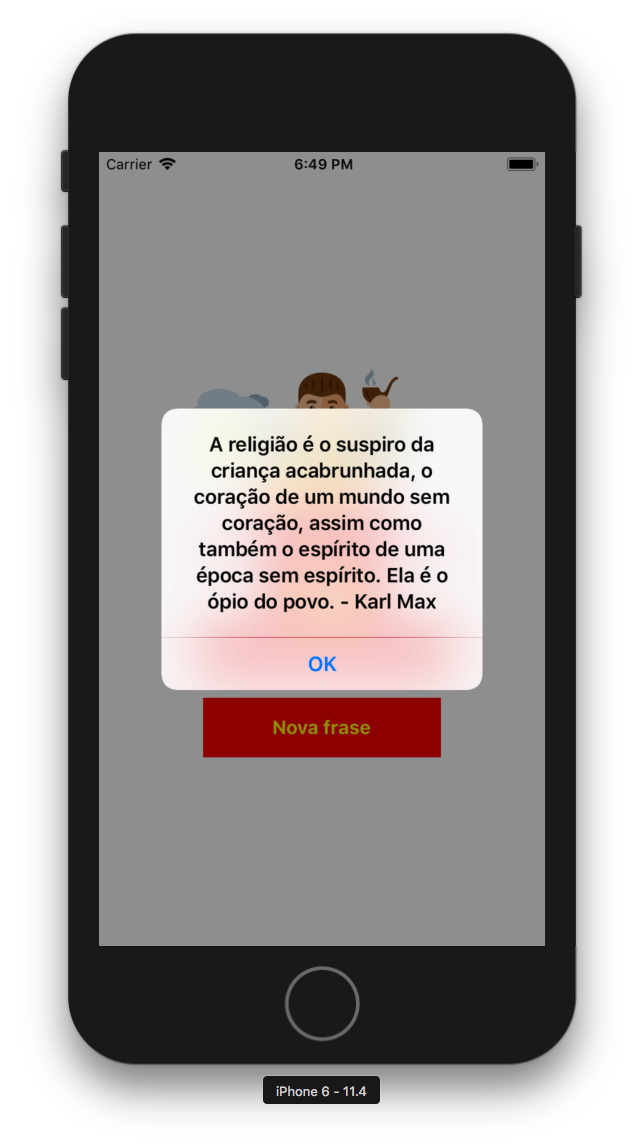 Carrier 6:49 PM
A religião é o suspiro da
criança acabrunhada, o
coração de um mundo sem
coração, assim como
também o espírito de uma
época sem espírito. Ela é o
ópio do povo. - Karl Max
OK
Nova frase
iPhone 6 - 11.4